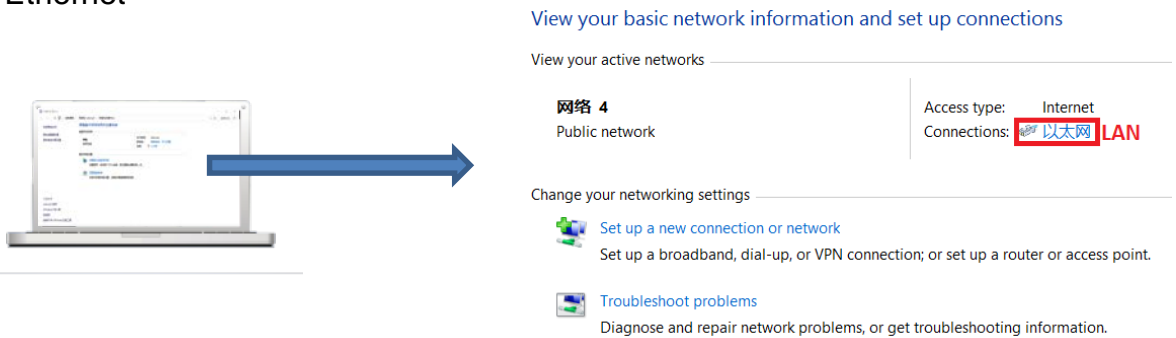 Ethernet
View your basic network information and set up connections
View your active networks
网络 4
Public network
Access type: Internet
Connections: 以太网 LAN
Change your networking settings
Set up a new connection or network
Set up a broadband, dial-up, or VPN connection; or set up a router or access point.
Troubleshoot problems
Diagnose and repair network problems, or get troubleshooting information.